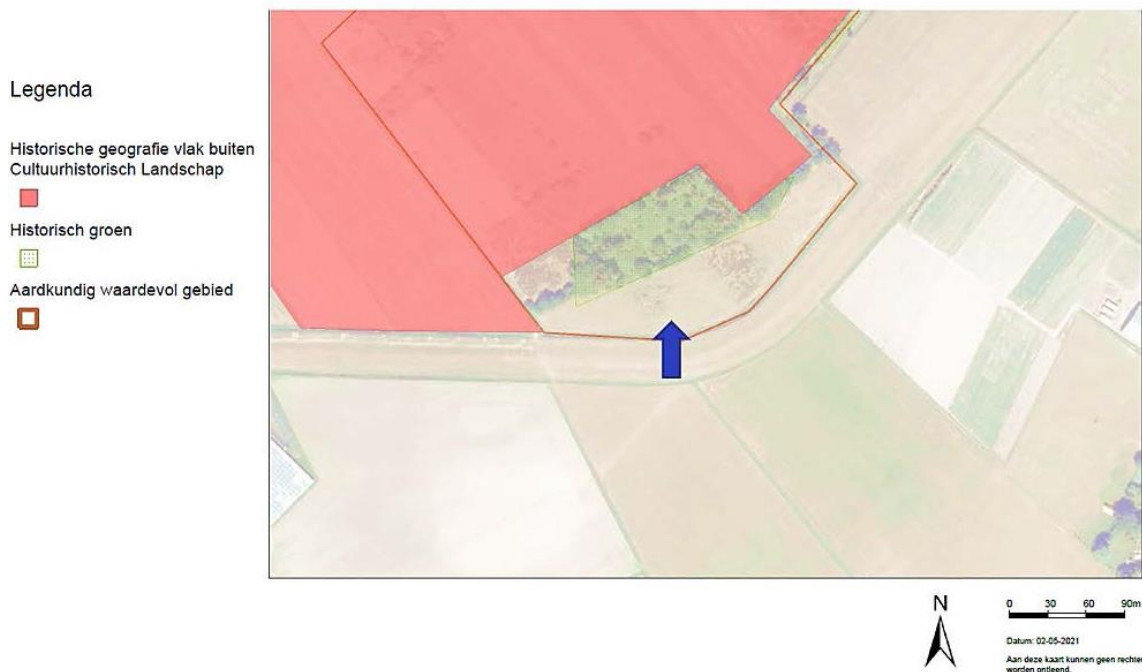 Legenda
Historische geografie vlak buiten
Cultuurhistorisch Landschap
Historisch groen
Aardkundig waardevol gebied
N
0 30 60 90m
Datum: 02-05-2021
Aan deze kaart kunnen geen rechten
worden ontleend.